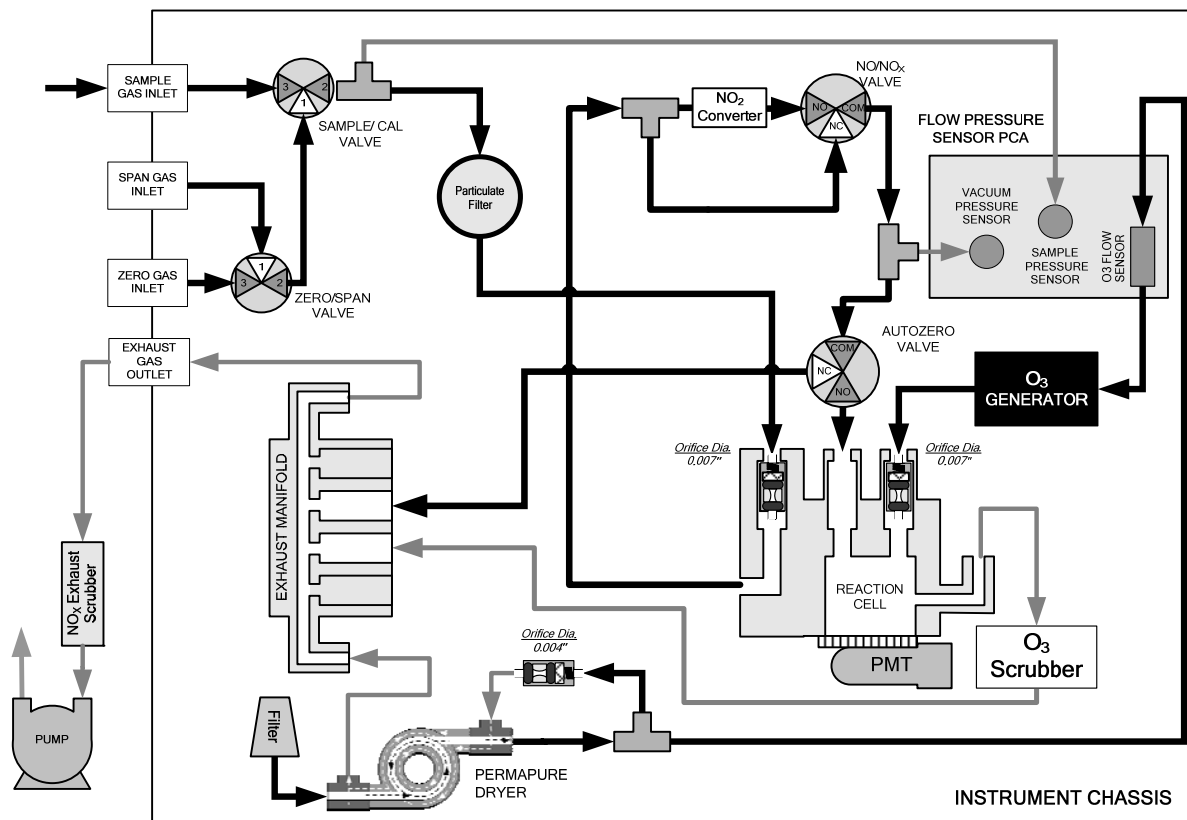 SAMPLE
GAS INLET
3
2
1
SAMPLE/ CAL
VALVE
NO/NOX
VALVE
NO2
Converter
NO
COM
NC
FLOW PRESSURE
SENSOR PCA
SPAN GAS
INLET
Particulate
Filter
VACUUM
PRESSURE
SENSOR
SAMPLE
PRESSURE
SENSOR
O3 FLOW
SENSOR
ZERO GAS
INLET
1
3
2
ZERO/SPAN
VALVE
EXHAUST
GAS
OUTLET
AUTOZERO
VALVE
COM
NC
NO
O3
GENERATOR
Orifice Dia.
0.007"
Orifice Dia.
0.007"
EXHAUST MANIFOLD
NOX Exhaust
Scrubber
REACTION
CELL
Orifice Dia.
0.004"
PMT
O3
Scrubber
PUMP
Filter
PERMAPURE
DRYER
INSTRUMENT CHASSIS